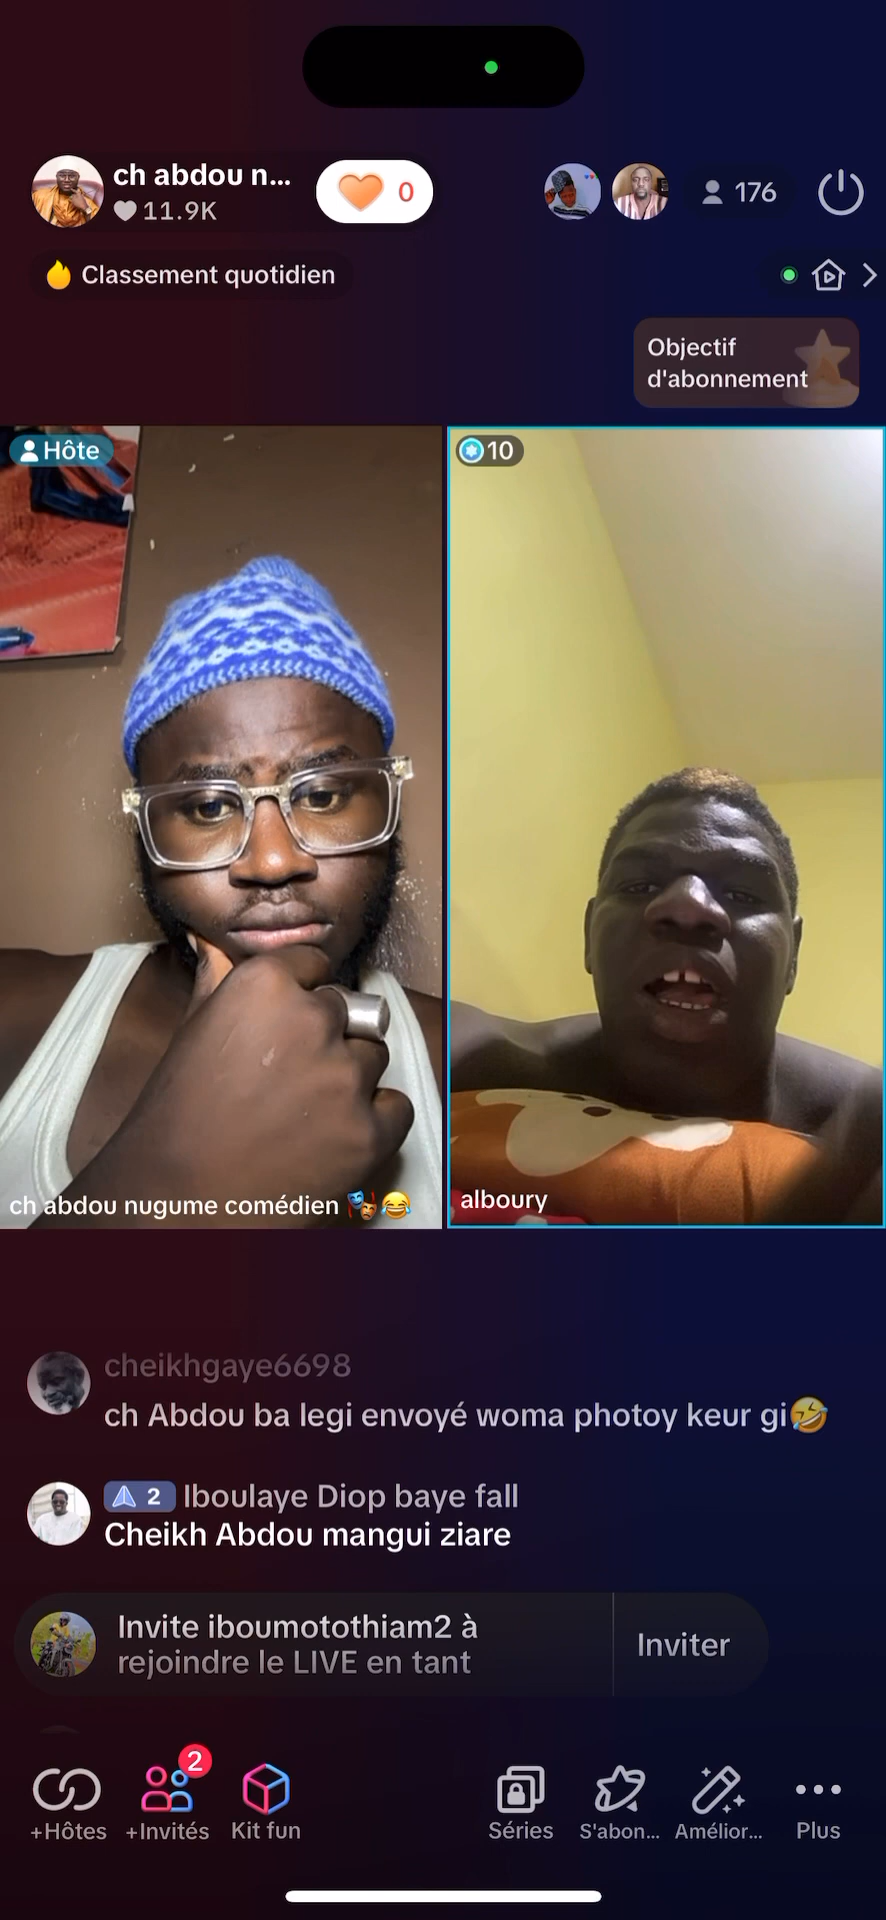 ch abdou n...
11.9K
0
176
Classement quotidien
Objectif
d'abonnement
Hôte
10
ch abdou nugume comédien 🎭😂
alboury
cheikhgaye6698
ch Abdou ba legi envoyé woma photoy keur gi🤣
2 Iboulaye Diop baye fall
Cheikh Abdou mangui ziare
Invite iboumotothiam2 à
rejoindre le LIVE en tant
Inviter
2
+Hôtes
+Invités
Kit fun
Séries
S'abon...
Amélior...
Plus